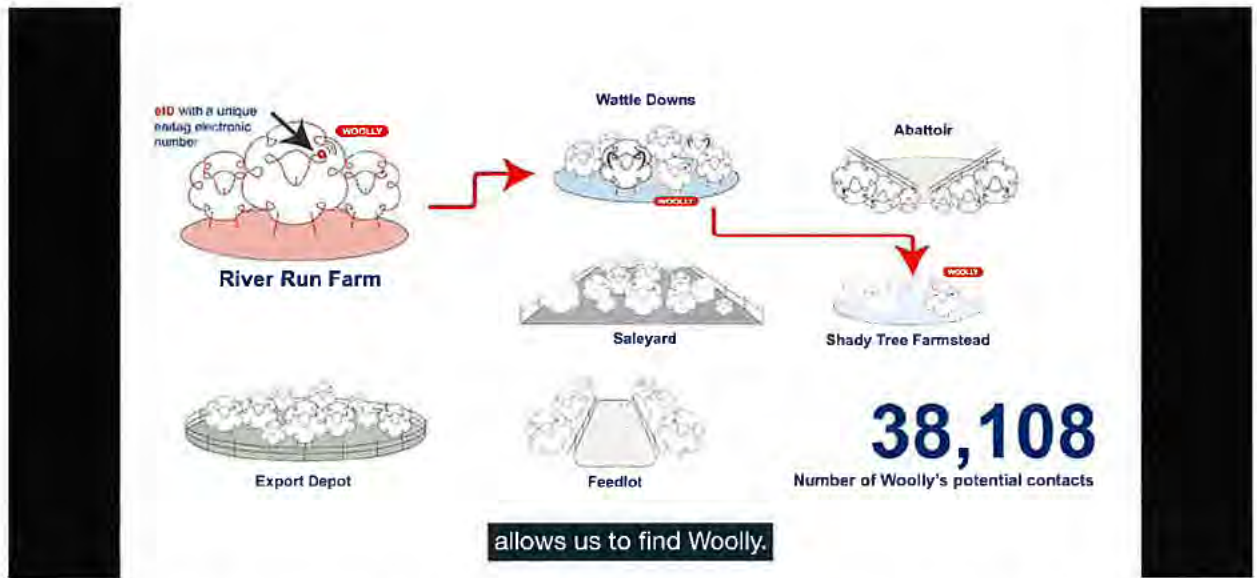 eID with a unique
eartag electronic
number
WOOLLY
River Run Farm
Wattle Downs
WOOLLY
Abattoir
Saleyard
WOOLLY
Shady Tree Farmstead
Export Depot
Feedlot
38,108
Number of Woolly's potential contacts
allows us to find Woolly.